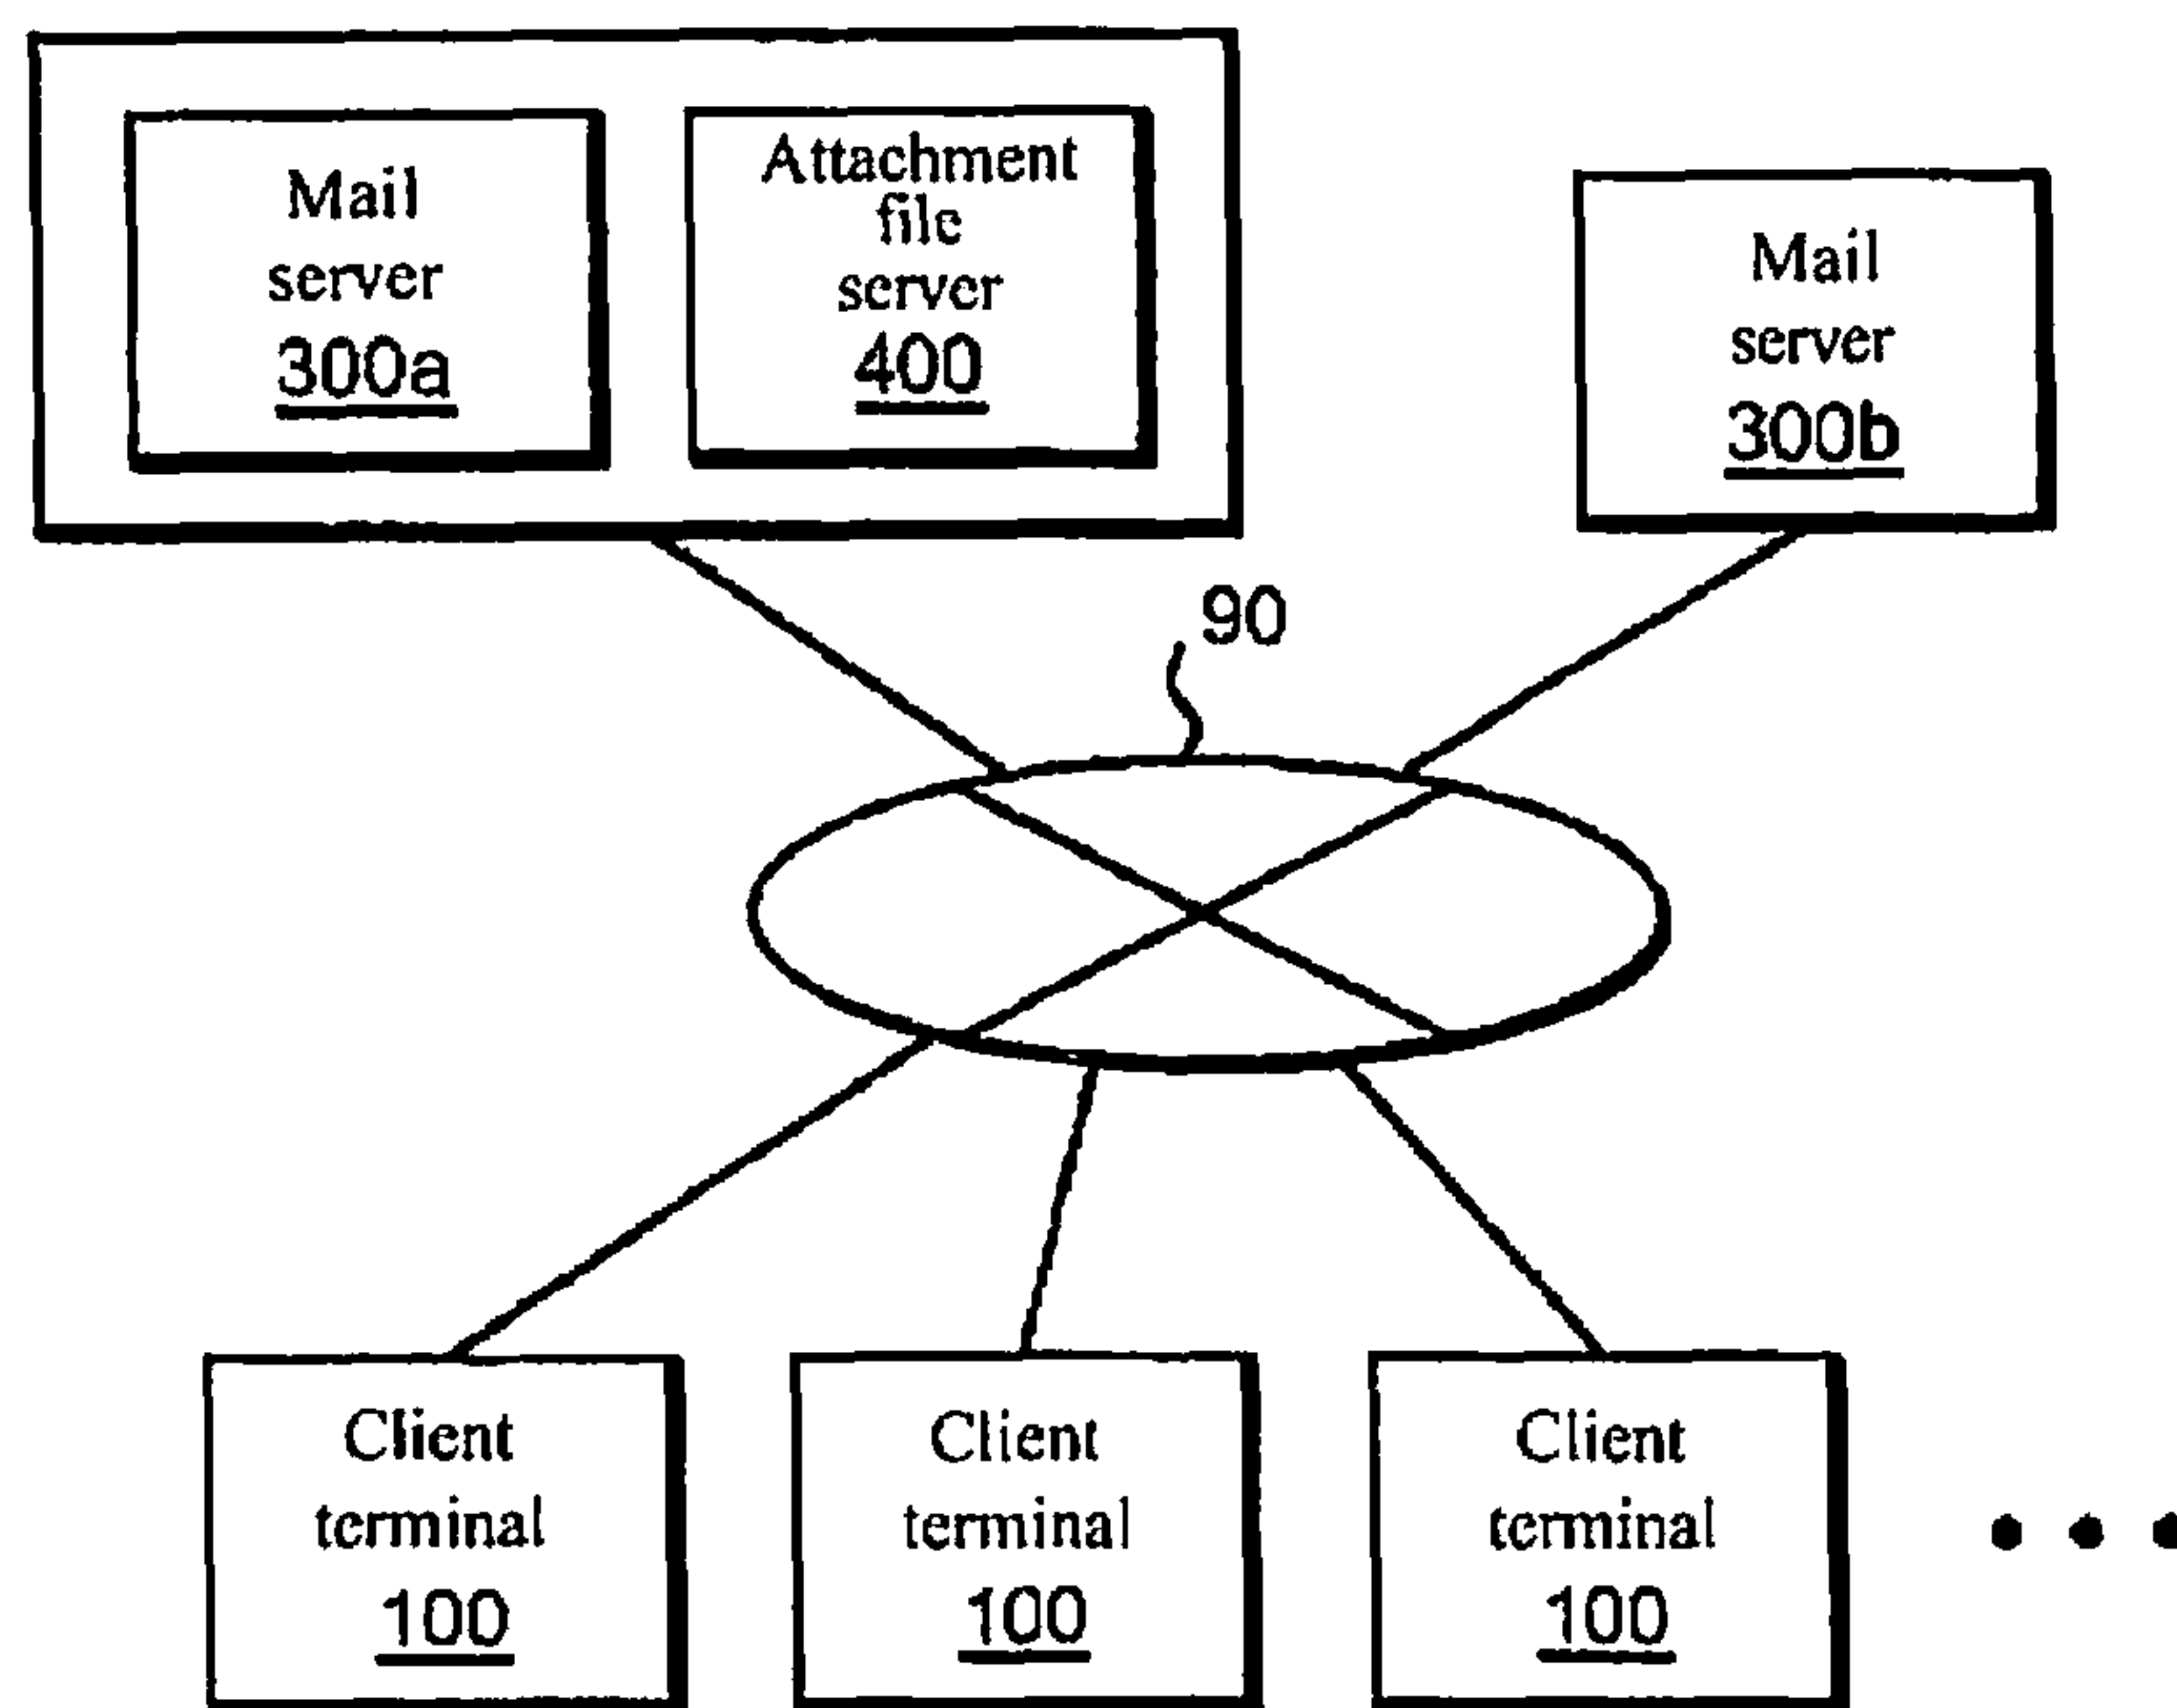 Mail
server
300a
Attachment
file
server
400
Mail
server
300b
90
Client
terminal
100
Client
terminal
100
Client
terminal
100